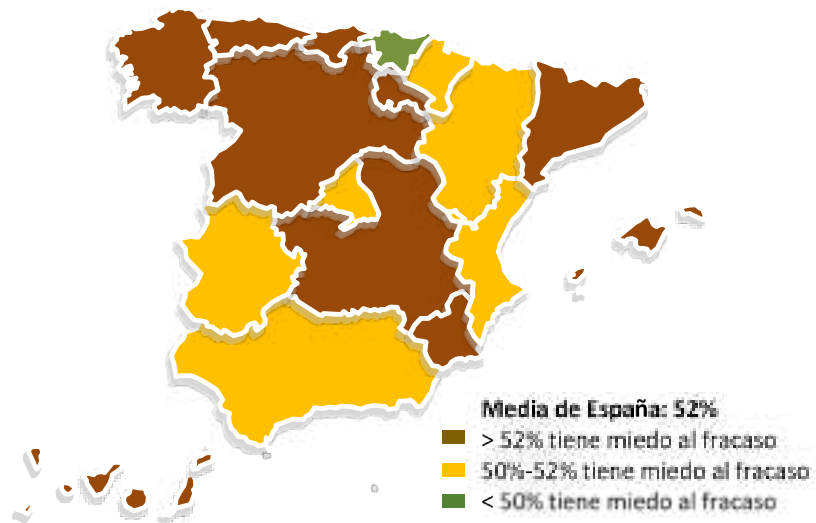 Media de España: 52%
> 52% tiene miedo al fracaso
50%-52% tiene miedo al fracaso
< 50% tiene miedo al fracaso